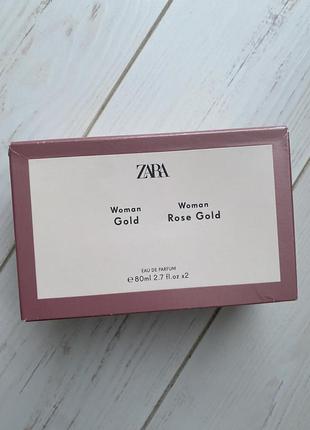 ZARA
Woman
Gold
Woman
Rose Gold
EAU DE PARFUM
e 80ml 2.7 fl.oz x2